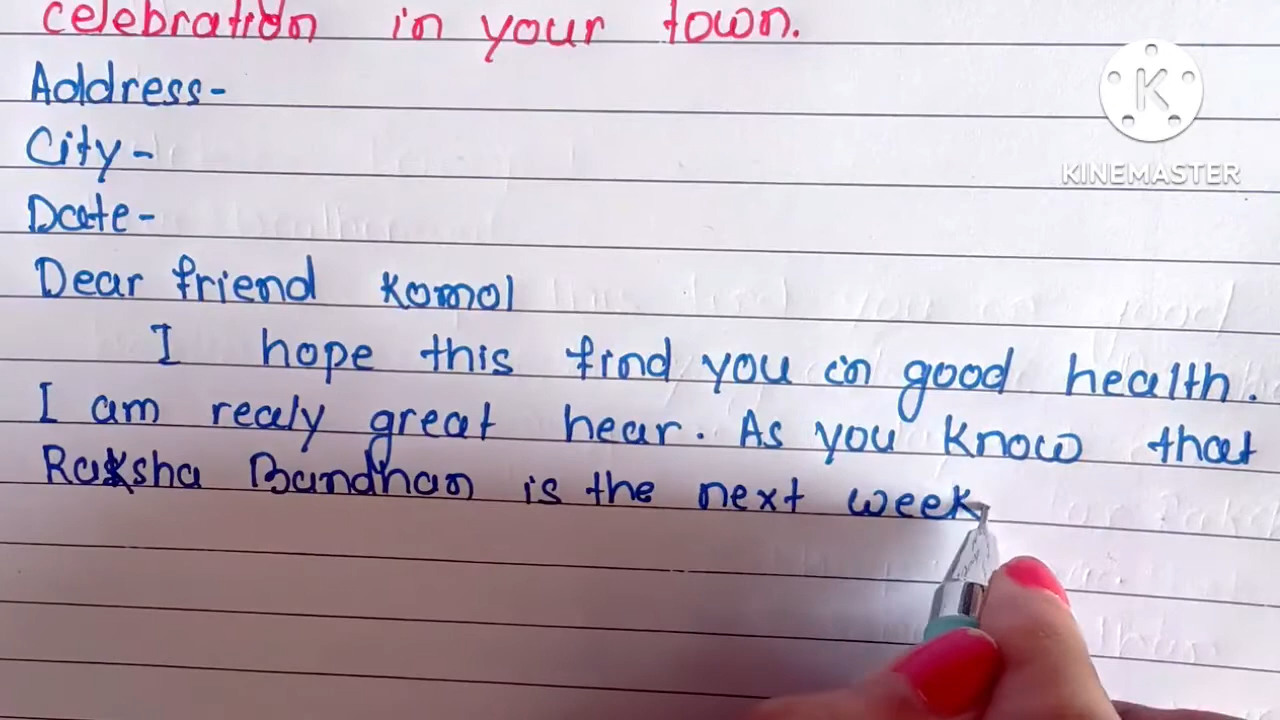 celebration in your town.
Address-
City-
Date-
Dear friend Komol
I hope this find you in good health.
I am realy great hear. As you know that
Raksha Bandhan is the next week
K
KINEMASTER